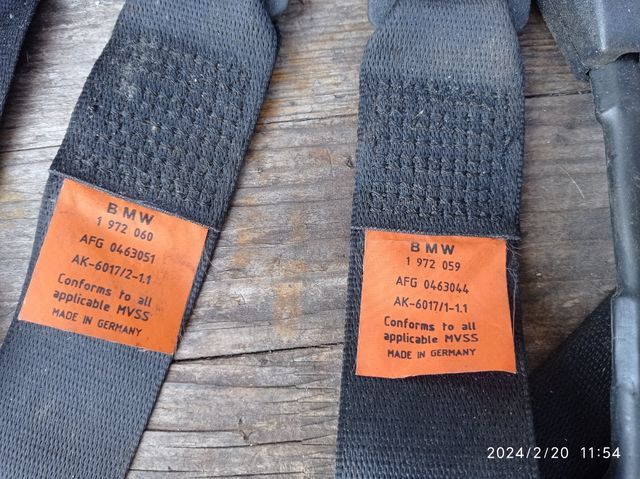 BMW
1 972 060
AFG 0463051
AK-6017/2-1.1
Conforms to all
applicable MVSS
MADE IN GERMANY
BMW
1 972 059
AFG 0463044
AK-6017/1-1.1
Conforms to all
applicable MVSS
MADE IN GERMANY
2024/2/20 11:54